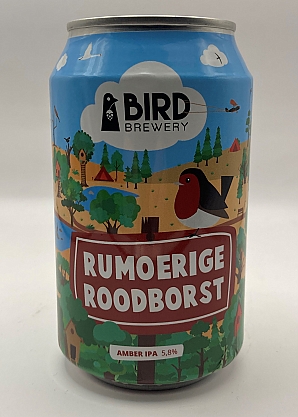 BIRD
BREWERY
RUMOERIGE
ROODBORST
AMBER IPA 5,8%